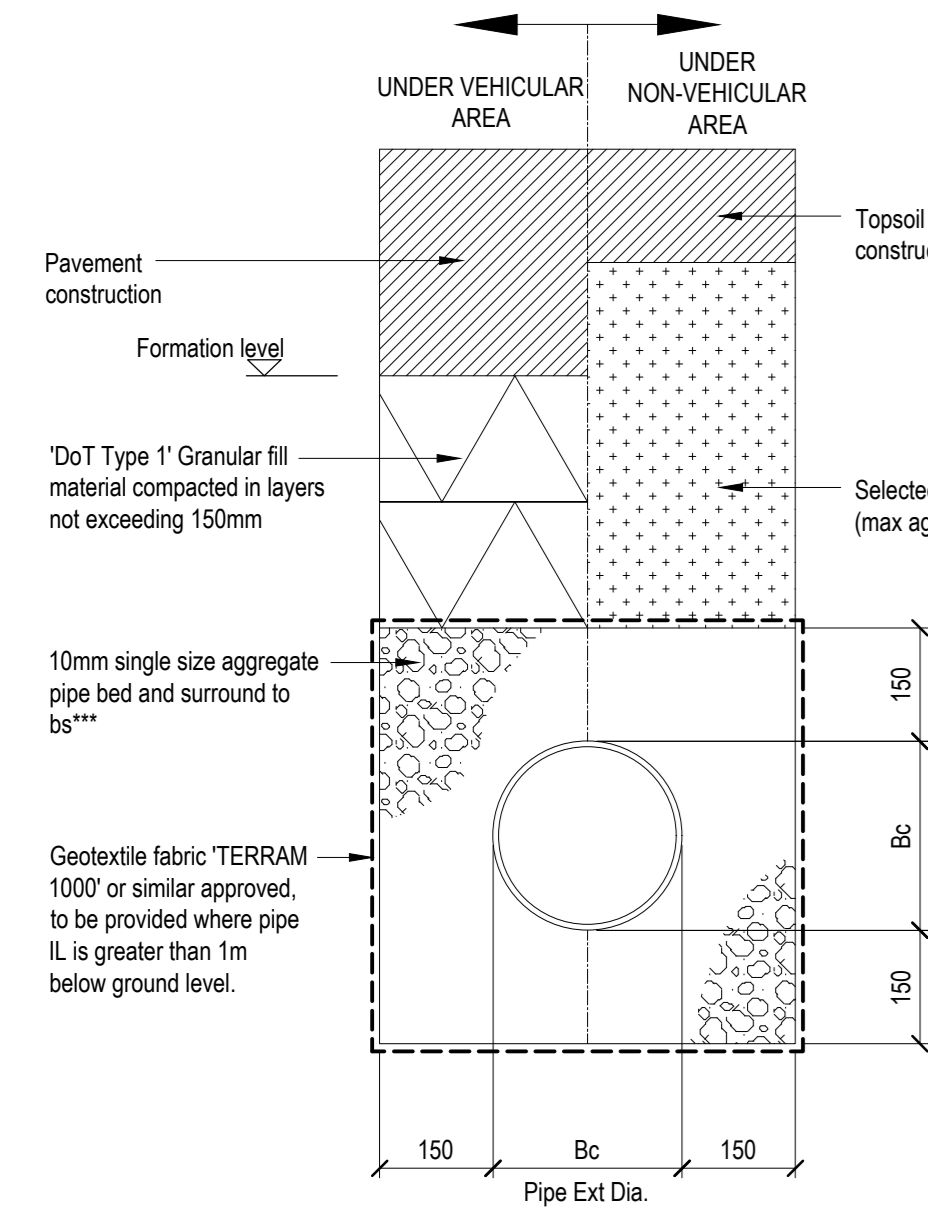 UNDER VEHICULAR
AREA
UNDER
NON-VEHICULAR
AREA
Pavement
construction
Topsoil
Formation level
'DoT Type 1' Granular fill
material compacted in layers
not exceeding 150mm
(max
10mm single size aggregate
pipe bed and surround to
bs***
Geotextile fabric 'TERRAM
1000' or similar approved,
to be provided where pipe
IL is greater than 1m
below ground level.
150
Bc
150
150
Bc
150
Pipe Ext Dia.